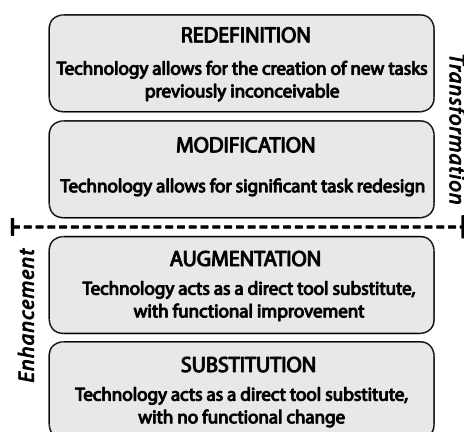 REDEFINITION
Technology allows for the creation of new tasks
previously inconceivable
MODIFICATION
Technology allows for significant task redesign
Transformation
AUGMENTATION
Technology acts as a direct tool substitute,
with functional improvement
SUBSTITUTION
Technology acts as a direct tool substitute,
with no functional change
Enhancement